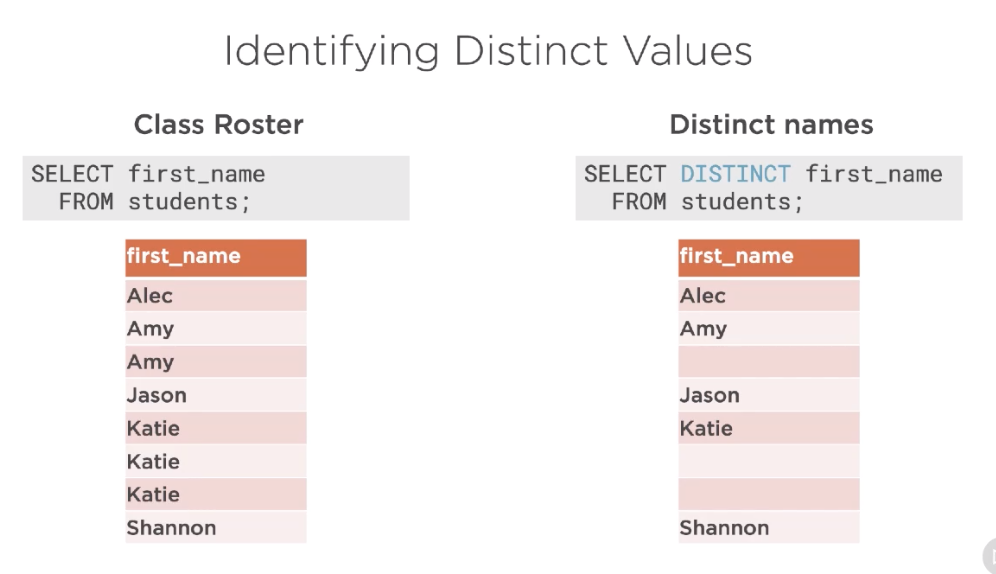 Identifying Distinct Values
Class Roster
SELECT first_name
FROM students;
first_name
Alec
Amy
Amy
Jason
Katie
Katie
Katie
Shannon
Distinct names
SELECT DISTINCT first_name
FROM students;
first_name
Alec
Amy
Jason
Katie
Shannon